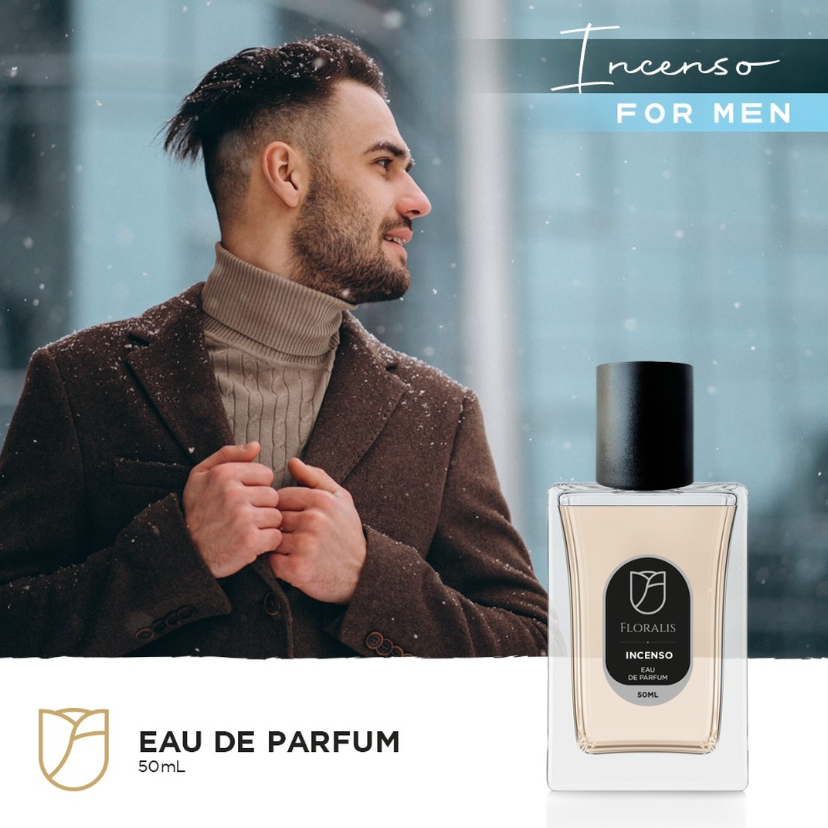 Incenso
FOR MEN
FLORALIS
INCENSO
EAU
DE PARFUM
50ML
EAU DE PARFUM
50mL